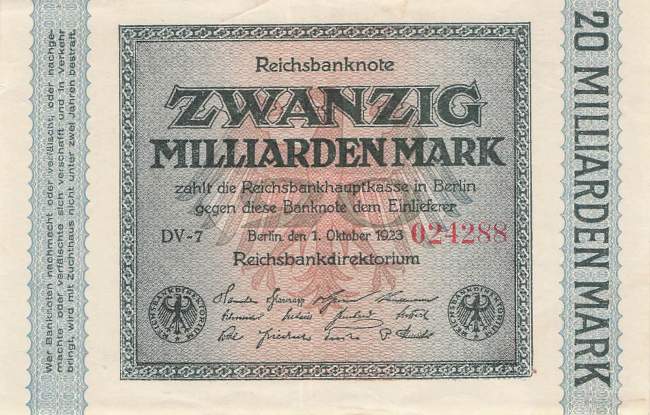 Wer Banknoten nachmacht oder verfälscht, oder nachge-
machte oder verfälschte sich verschafft und in Verkehr
bringt, wird mit Zuchthaus nicht unter zwei Jahren bestraft.
Reichsbanknote
ZWANZIG
MILLIARDEN MARK
zahlt die Reichsbankhauptkasse in Berlin
gegen diese Banknote dem Einlieferer
DV-7 Berlin, den 1. Oktober 1923 024288
Reichsbankdirektorium
REICHSBANKDIREKTORIUM
REICHSBANKDIREKTORIUM
20 MILLIARDEN MARK